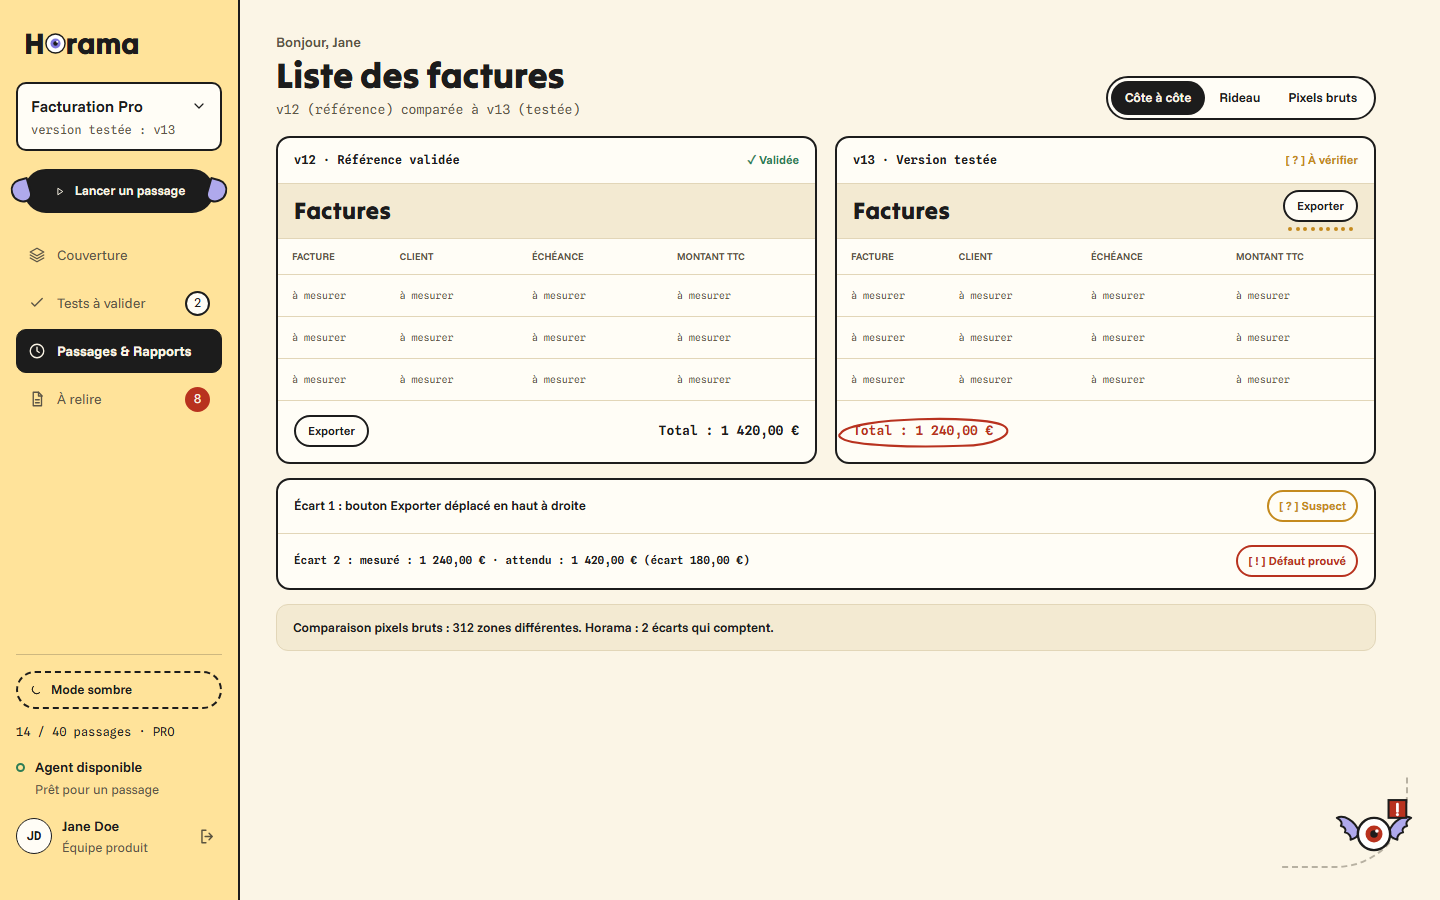 Horama
Facturation Pro
version testée : v13
Lancer un passage
Couverture
Tests à valider 2
Passages & Rapports
À relire 8
Mode sombre
14 / 40 passages · PRO
Agent disponible
Prêt pour un passage
JD
Jane Doe
Équipe produit
Bonjour, Jane
Liste des factures
v12 (référence) comparée à v13 (testée)
Côte à côte Rideau Pixels bruts
v12 · Référence validée ✓ Validée
Factures
FACTURE CLIENT ÉCHÉANCE MONTANT TTC
à mesurer à mesurer à mesurer à mesurer
à mesurer à mesurer à mesurer à mesurer
à mesurer à mesurer à mesurer à mesurer
Exporter Total : 1 420,00 €
v13 · Version testée [ ? ] À vérifier
Factures Exporter
FACTURE CLIENT ÉCHÉANCE MONTANT TTC
à mesurer à mesurer à mesurer à mesurer
à mesurer à mesurer à mesurer à mesurer
à mesurer à mesurer à mesurer à mesurer
Total : 1 240,00 €
Écart 1 : bouton Exporter déplacé en haut à droite [ ? ] Suspect
Écart 2 : mesuré : 1 240,00 € · attendu : 1 420,00 € (écart 180,00 €) [ ! ] Défaut prouvé
Comparaison pixels bruts : 312 zones différentes. Horama : 2 écarts qui comptent.
!